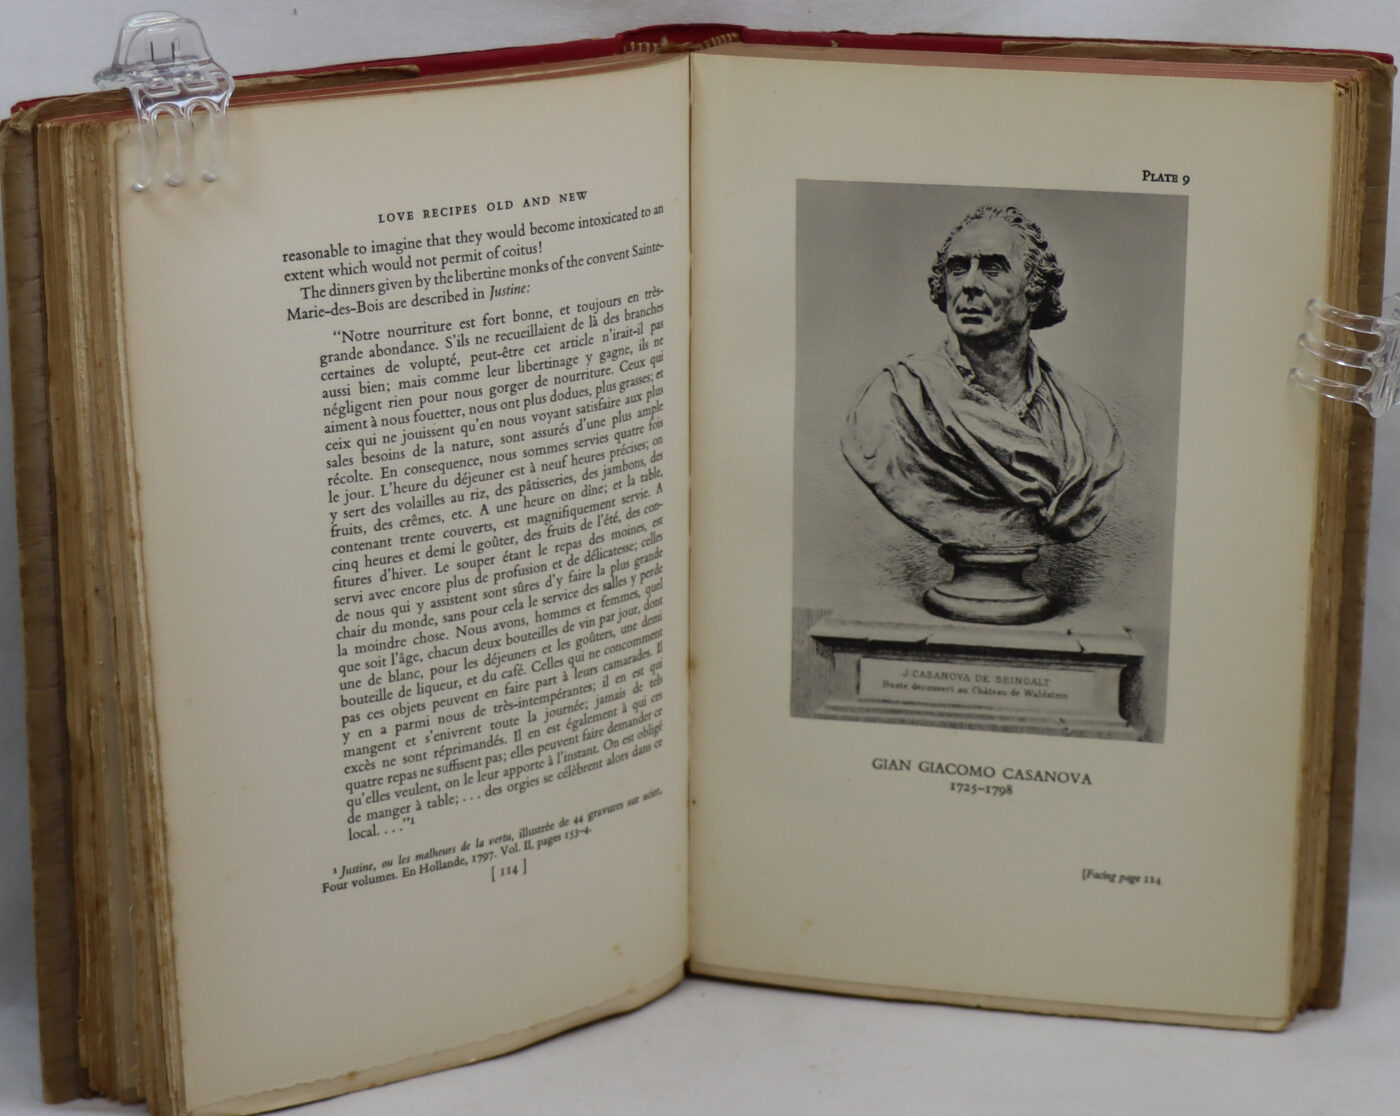 LOVE RECIPES OLD AND NEW
reasonable to imagine that they would become intoxicated to an
extent which would not permit of coitus!
The dinners given by the libertine monks of the convent Sainte-
Marie-des-Bois are described in Justine:
“Notre nourriture est fort bonne, et toujours en très-
grande abondance. S’ils ne recueillaient de là des branches
certaines de volupté, peut-être cet article n’irait-il pas
aussi bien; mais comme leur libertinage y gagne, ils ne
négligent rien pour nous gorger de nourriture. Ceux qui
aiment à nous fouetter, nous ont plus dodues, plus grasses; et
ceix qui ne jouissent qu’en nous voyant satisfaire aux plus
sales besoins de la nature, sont assurés d’une plus ample
récolte. En consequence, nous sommes servies quatre fois
le jour. L’heure du déjeuner est à neuf heures précises; on
y sert des volailles au riz, des pâtisseries, des jambons, des
fruits, des crêmes, etc. A une heure on dîne; et la table,
contenant trente couverts, est magnifiquement servie. A
cinq heures et demi le goûter, des fruits de l’été, des con-
fitures d’hiver. Le souper étant le repas des moines, est
servi avec encore plus de profusion et de délicatesse; celles
de nous qui y assistent sont sûres d’y faire la plus grande
chair du monde, sans pour cela le service des salles y perde
la moindre chose. Nous avons, hommes et femmes, quel
que soit l’âge, chacun deux bouteilles de vin par jour, dont
une de blanc, pour les déjeuners et les goûters, une demi
bouteille de liqueur, et du café. Celles qui ne concomment
pas ces objets peuvent en faire part à leurs camarades. Il
y en a parmi nous de très-intempérantes; il en est qui
mangent et s’enivrent toute la journée; jamais de tels
excès ne sont réprimandés. Il en est également à qui ces
quatre repas ne suffisent pas; elles peuvent faire demander ce
qu’elles veulent, on le leur apporte à l’instant. On est obligé
de manger à table; . . . des orgies se célèbrent alors dans ce
local. . . .”¹
¹ Justine, ou les malheurs de la vertu, illustrée de 44 gravures sur acier.
Four volumes. En Hollande, 1797. Vol. II, pages 153-4.
[ 114 ]
PLATE 9
J. CASANOVA DE SEINGALT
Buste découvert au Château de Waldstein
GIAN GIACOMO CASANOVA
1725–1798
[Facing page 114